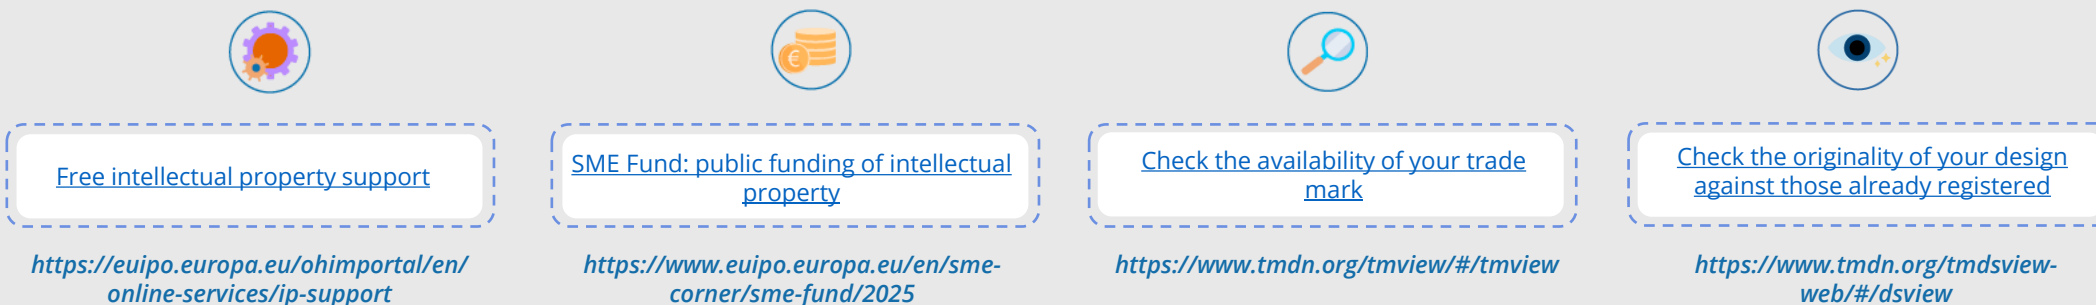 Free intellectual property support
SME Fund: public funding of intellectual
property
Check the availability of your trade
mark
Check the originality of your design
against those already registered
https://euipo.europa.eu/ohimportal/en/
online-services/ip-support
https://www.euipo.europa.eu/en/sme-
corner/sme-fund/2025
https://www.tmdn.org/tmview/#/tmview
https://www.tmdn.org/tmdsview-
web/#/dsview